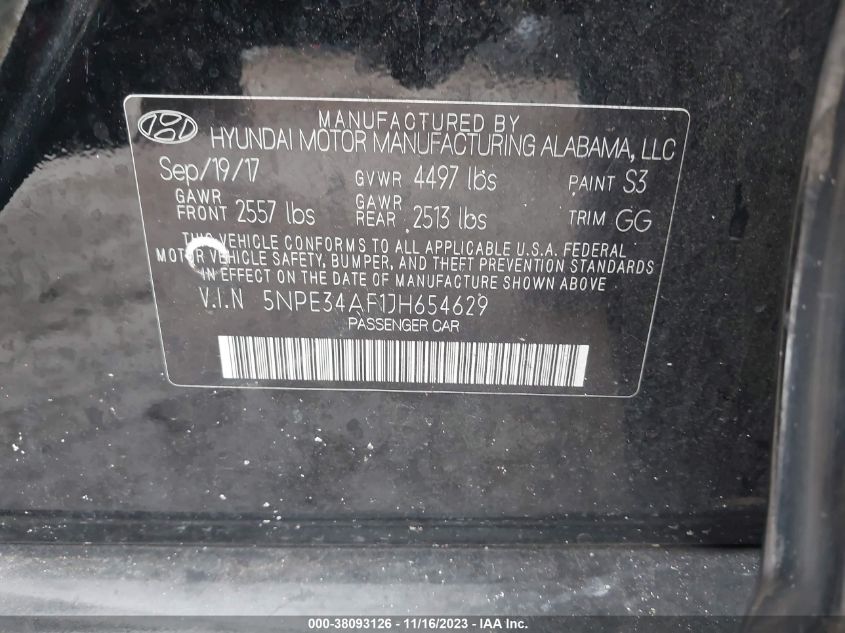 MANUFACTURED BY
HYUNDAI MOTOR MANUFACTURING ALABAMA, LLC
Sep/19/17 GVWR 4497 lbs PAINT S3
GAWR FRONT 2557 lbs GAWR REAR 2513 lbs TRIM GG
THIS VEHICLE CONFORMS TO ALL APPLICABLE U.S.A. FEDERAL
MOTOR VEHICLE SAFETY, BUMPER, AND THEFT PREVENTION STANDARDS
IN EFFECT ON THE DATE OF MANUFACTURE SHOWN ABOVE.
V.I.N 5NPE34AF1JH654629
PASSENGER CAR
000-38093126 - 11/16/2023 - IAA Inc.